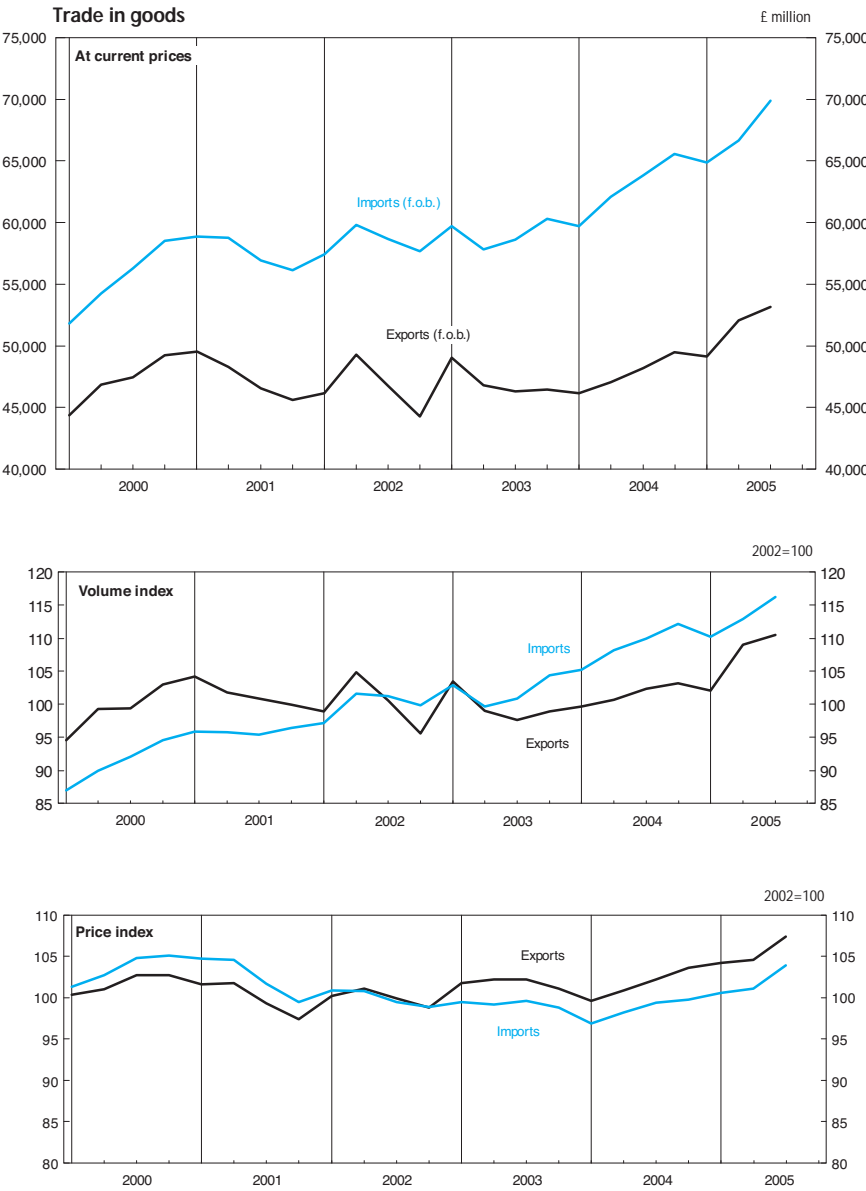 Trade in goods
£ million
75,000 75,000
At current prices
70,000 70,000
65,000 65,000
Imports (f.o.b.)
60,000 60,000
55,000 55,000
Exports (f.o.b.)
50,000 50,000
45,000 45,000
40,000 40,000
2000 2001 2002 2003 2004 2005
2002=100
120 120
Volume index
115 115
110 110
Imports
105 105
100 100
95 95
Exports
90 90
85 85
2000 2001 2002 2003 2004 2005
2002=100
110 110
Price index
105 105
Exports
100 100
Imports
95 95
90 90
85 85
80 80
2000 2001 2002 2003 2004 2005